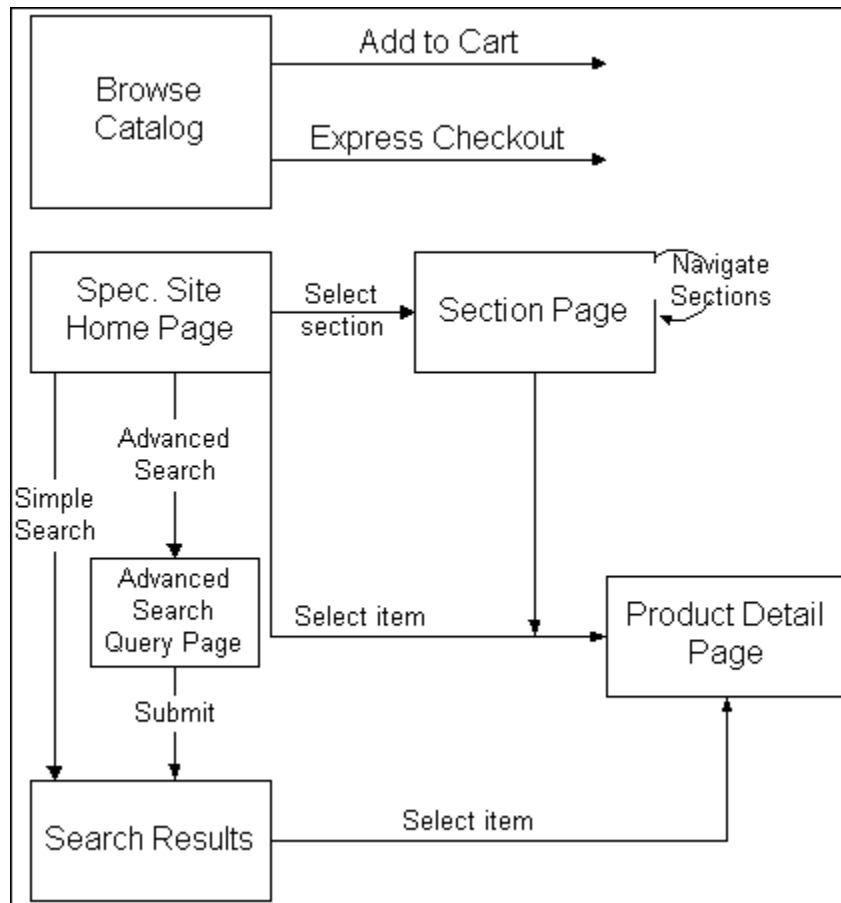 Add to Cart
Browse
Catalog
Express Checkout
Spec. Site
Home Page
Select
section
Section Page
Navigate
Sections
Advanced
Search
Simple
Search
Advanced
Search
Query Page
Select item
Product Detail
Page
Submit
Search Results
Select item